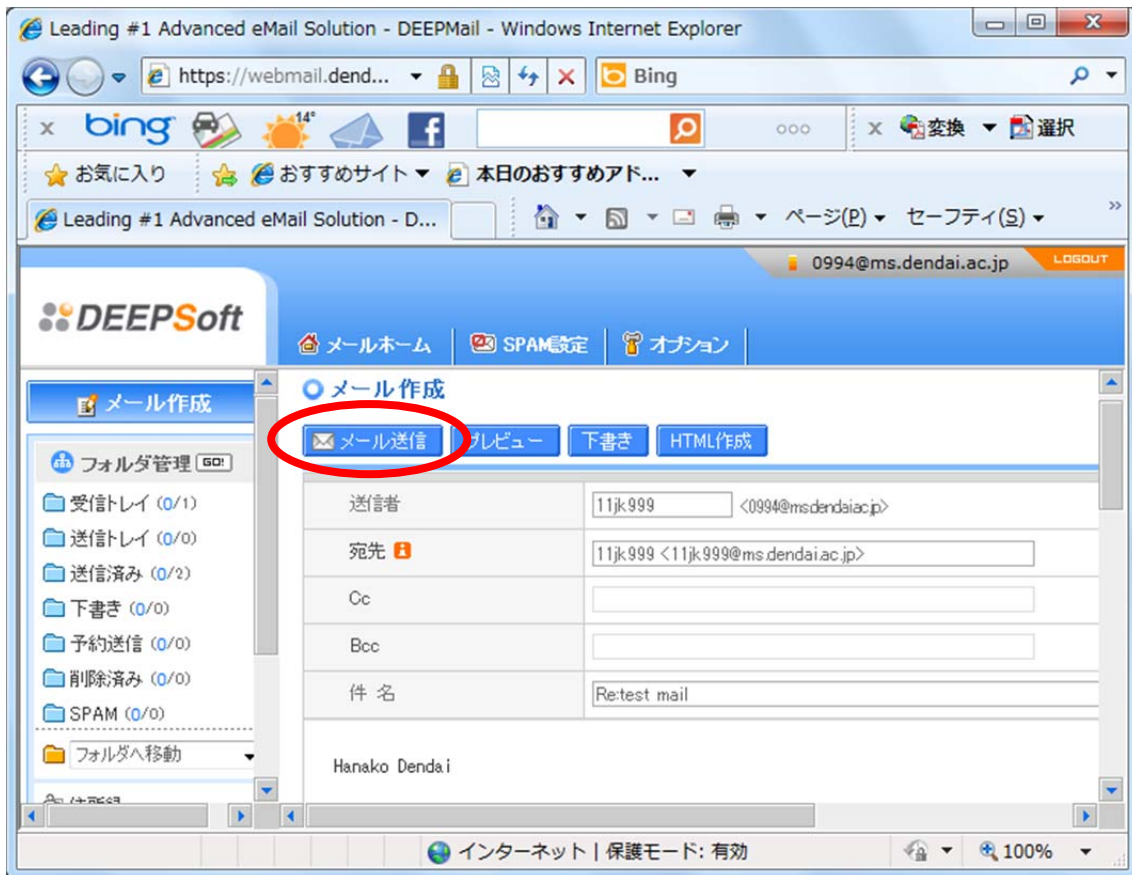 Leading #1 Advanced eMail Solution - DEEPMail - Windows Internet Explorer
https://webmail.dend... Bing
bing 14° 変換 選択
お気に入り おすすめサイト 本日のおすすめアド...
Leading #1 Advanced eMail Solution - D... ページ(P) セーフティ(S) »
0994@ms.dendai.ac.jp LOGOUT
DEEPSoft
メールホーム SPAM設定 オプション
メール作成
メール作成
メール送信 プレビュー 下書き HTML作成
フォルダ管理 GO!
受信トレイ (0/1)
送信トレイ (0/0)
送信済み (0/2)
下書き (0/0)
予約送信 (0/0)
削除済み (0/0)
SPAM (0/0)
フォルダへ移動
送信者 11jk999 <0994@ms.dendai.ac.jp>
宛先 11jk999 <11jk999@ms.dendai.ac.jp>
Cc
Bcc
件 名 Re:test mail
Hanako Dendai
インターネット | 保護モード: 有効 100%